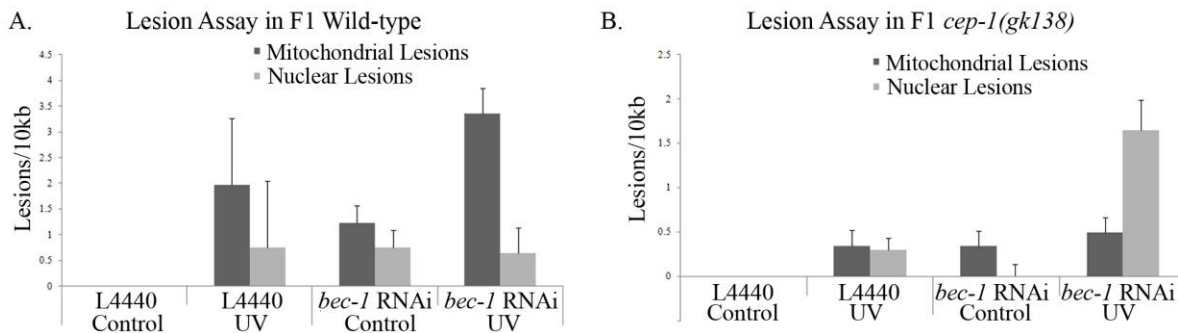 A.
Lesion Assay in F1 Wild-type
Mitochondrial Lesions
Nuclear Lesions
Lesions/10kb
4.5
4
3.5
3
2.5
2
1.5
1
0.5
0
L4440 L4440 bec-1 RNAi bec-1 RNAi
Control UV Control UV
B.
Lesion Assay in F1 cep-1(gk138)
Mitochondrial Lesions
Nuclear Lesions
Lesions/10kb
2.5
2
1.5
1
0.5
0
L4440 L4440 bec-1 RNAi bec-1 RNAi
Control UV Control UV